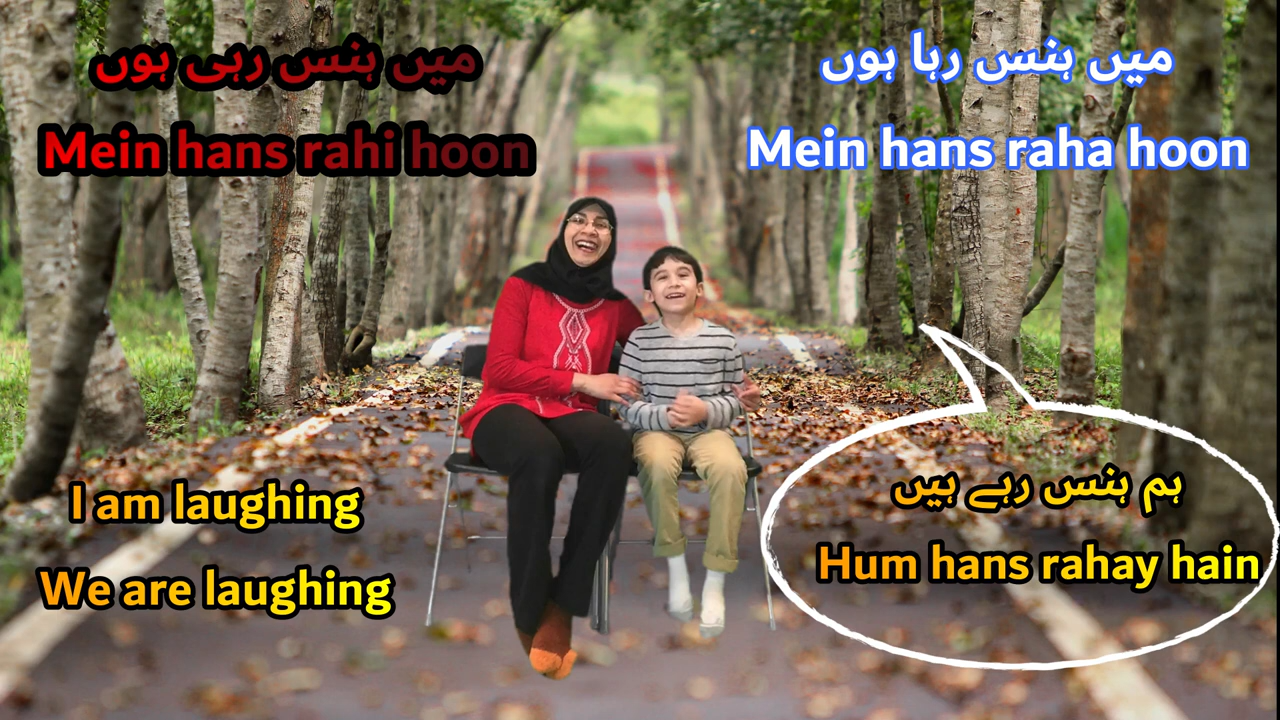 میں ہنس رہی ہوں
Mein hans rahi hoon
میں ہنس رہا ہوں
Mein hans raha hoon
I am laughing
We are laughing
ہم ہنس رہے ہیں
Hum hans rahay hain